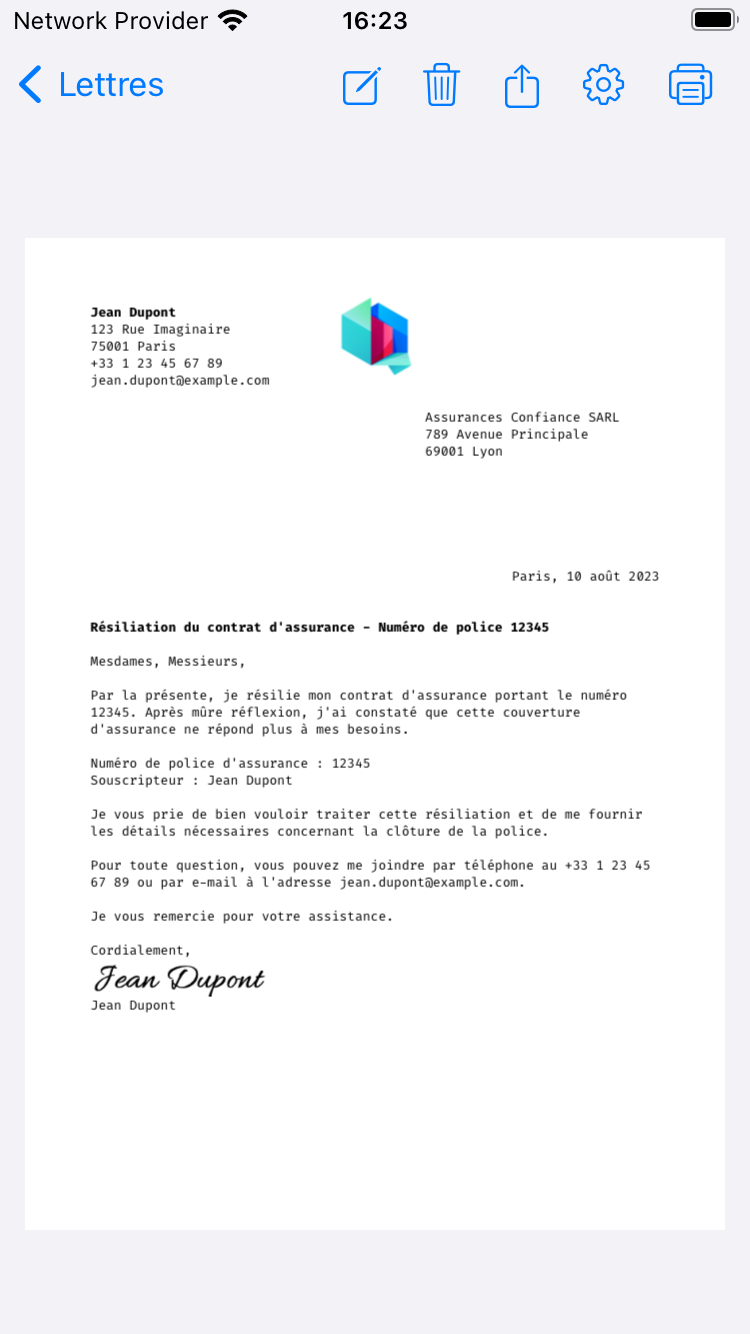 Network Provider
16:23
Lettres
Jean Dupont
123 Rue Imaginaire
75001 Paris
+33 1 23 45 67 89
jean.dupont@example.com
Assurances Confiance SARL
789 Avenue Principale
69001 Lyon
Paris, 10 août 2023
Résiliation du contrat d'assurance – Numéro de police 12345
Mesdames, Messieurs,
Par la présente, je résilie mon contrat d'assurance portant le numéro
12345. Après mûre réflexion, j'ai constaté que cette couverture
d'assurance ne répond plus à mes besoins.
Numéro de police d'assurance : 12345
Souscripteur : Jean Dupont
Je vous prie de bien vouloir traiter cette résiliation et de me fournir
les détails nécessaires concernant la clôture de la police.
Pour toute question, vous pouvez me joindre par téléphone au +33 1 23 45
67 89 ou par e-mail à l'adresse jean.dupont@example.com.
Je vous remercie pour votre assistance.
Cordialement,
Jean Dupont
Jean Dupont